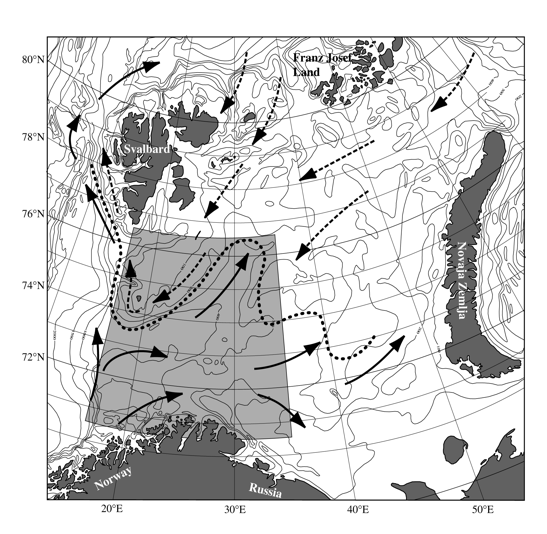 80°N
Franz Josef
Land
78°N
Svalbard
76°N
Novaja Zemlja
74°N
72°N
Norway
Russia
20°E
30°E
40°E
50°E